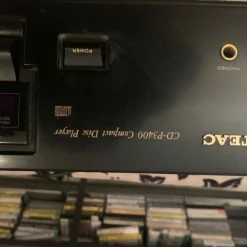 TEAC
CD-P3400 Compact Disc Player
PHONES
POWER